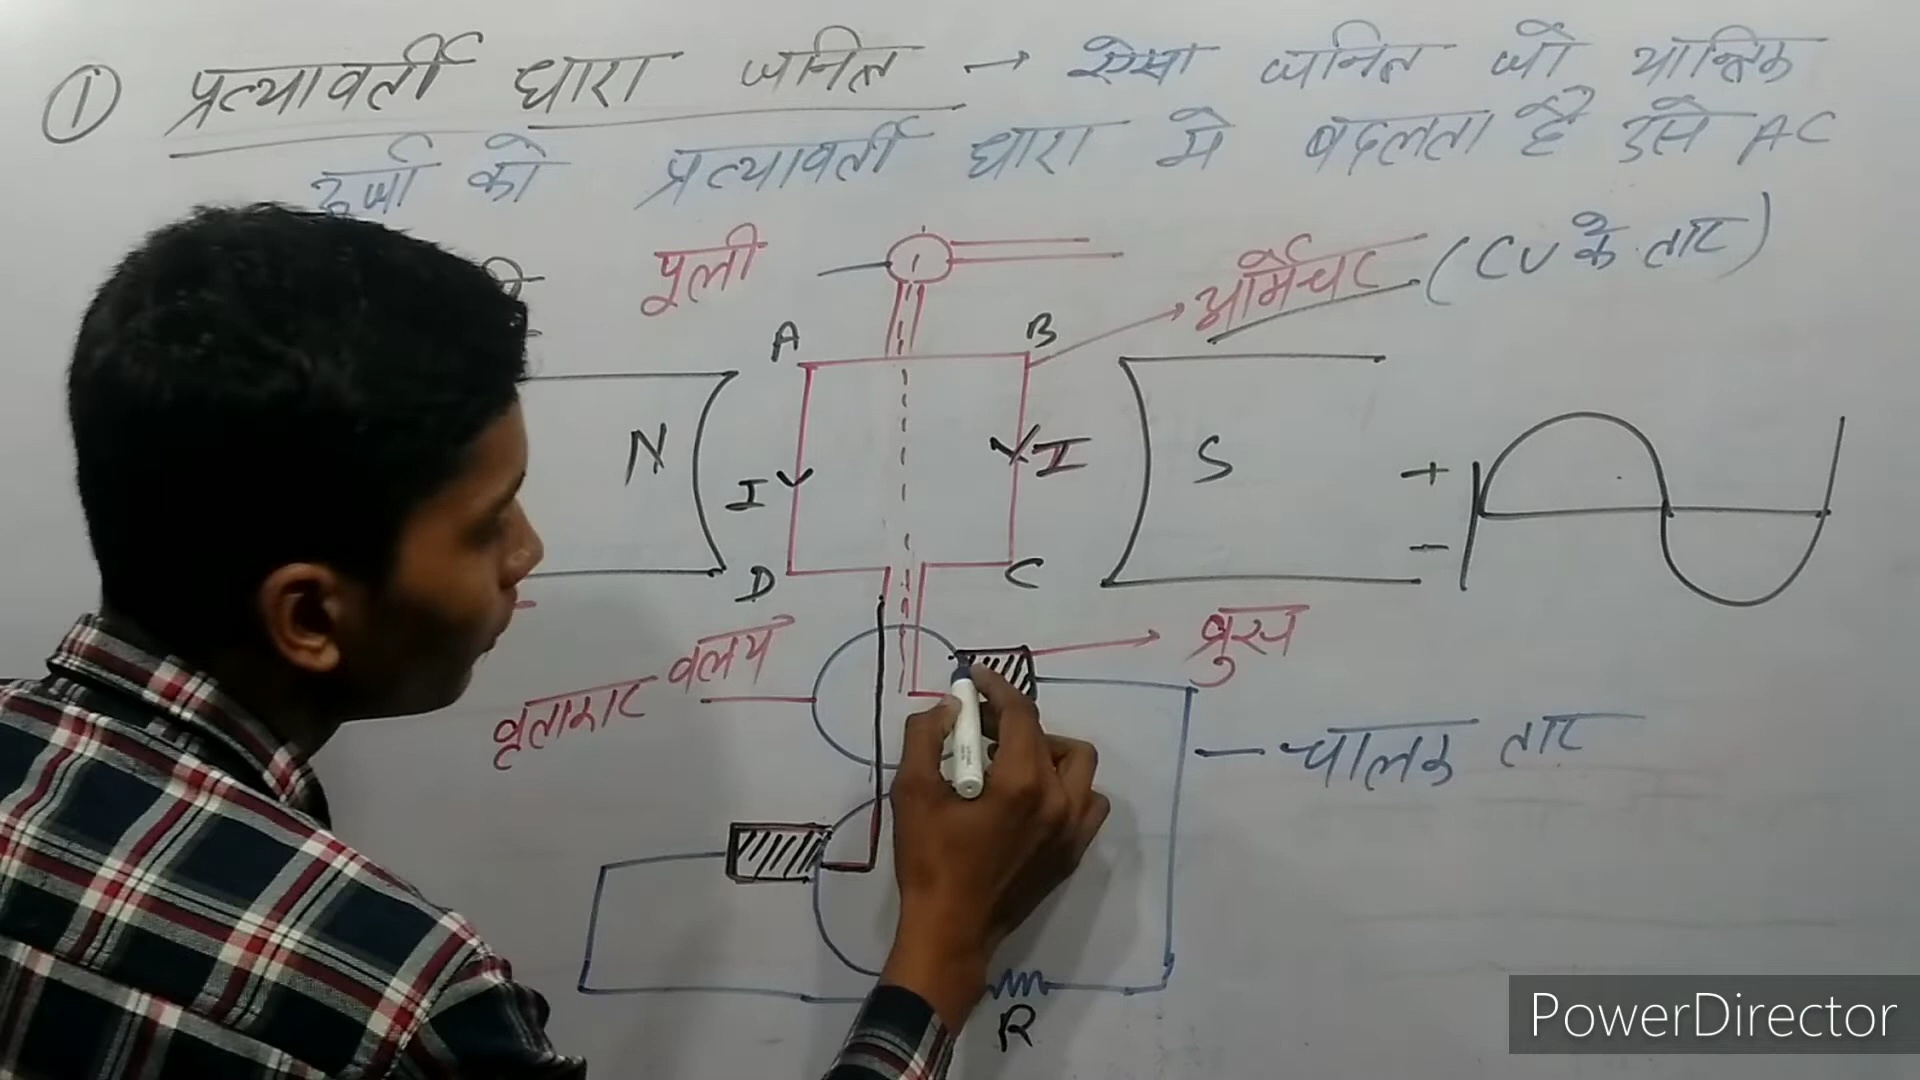 ① प्रत्यावर्ती धारा जनित्र → ऐसा जनित्र जो यान्त्रिक
ऊर्जा को प्रत्यावर्ती धारा मे बदलता है उसे AC
पूली
आर्मेचर (CU के तार)
A B
N I I S + -
D C
वृताकार वलय
ब्रुस
चालक तार
R
PowerDirector